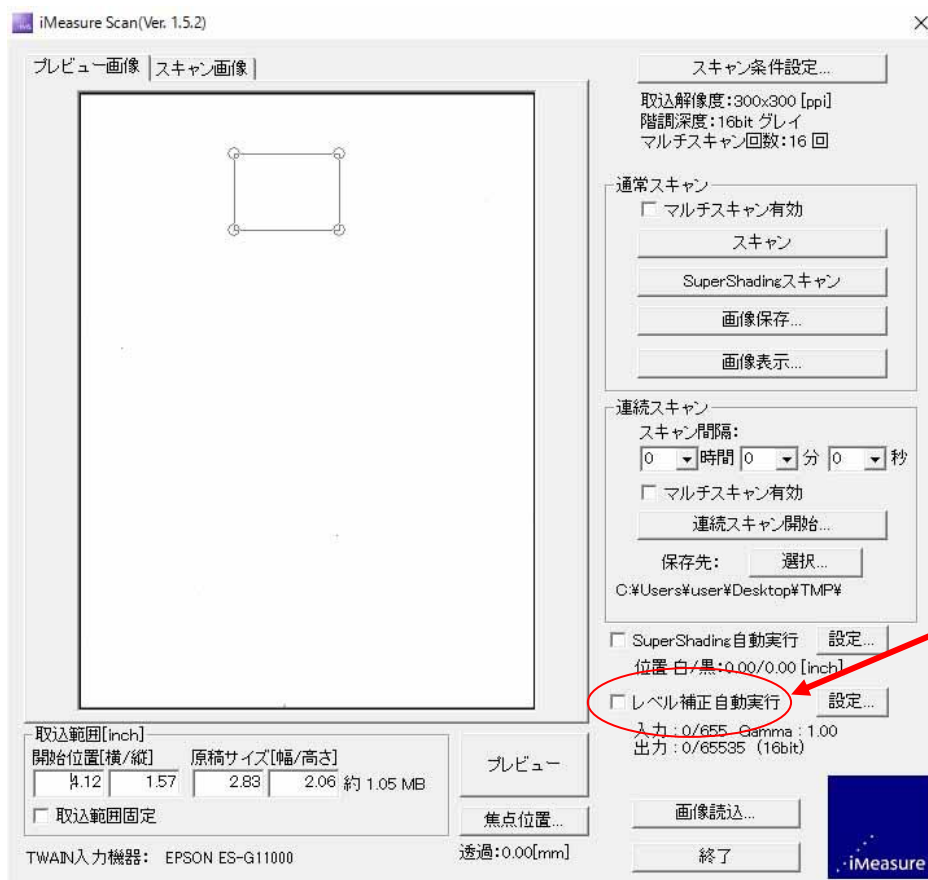 iMeasure Scan(Ver. 1.5.2)
プレビュー画像 スキャン画像
スキャン条件設定...
取込解像度:300x300 [ppi]
階調深度:16bit グレイ
マルチスキャン回数:16 回
通常スキャン
マルチスキャン有効
スキャン
SuperShadingスキャン
画像保存...
画像表示...
連続スキャン
スキャン間隔:
0 時間 0 分 0 秒
マルチスキャン有効
連続スキャン開始...
保存先: 選択...
C:¥Users¥user¥Desktop¥TMP¥
SuperShading自動実行 設定...
位置 白/黒:0.00/0.00 [inch]
レベル補正自動実行 設定...
入力:0/655 Gamma:1.00
出力:0/65535 (16bit)
取込範囲[inch]
開始位置[横/縦] 原稿サイズ[幅/高さ]
4.12 1.57 2.83 2.06 約 1.05 MB
取込範囲固定
プレビュー
焦点位置...
透過:0.00[mm]
TWAIN入力機器: EPSON ES-G11000
画像読込...
終了
iMeasure